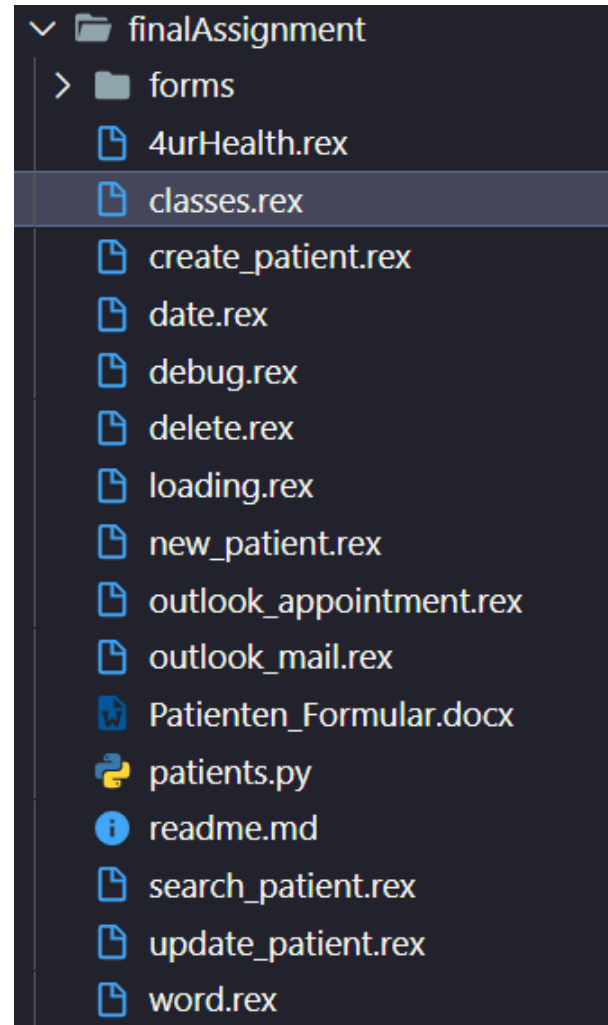 finalAssignment
forms
4urHealth.rex
classes.rex
create_patient.rex
date.rex
debug.rex
delete.rex
loading.rex
new_patient.rex
outlook_appointment.rex
outlook_mail.rex
Patienten_Formular.docx
patients.py
readme.md
search_patient.rex
update_patient.rex
word.rex